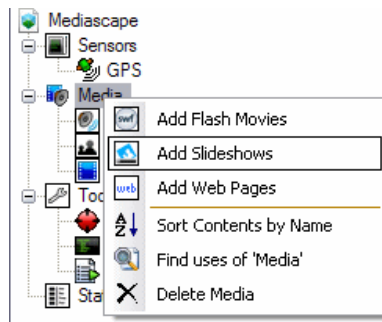 Mediascape
Sensors
GPS
Media
swf Add Flash Movies
Add Slideshows
web Add Web Pages
A Z Sort Contents by Name
Find uses of 'Media'
Delete Media